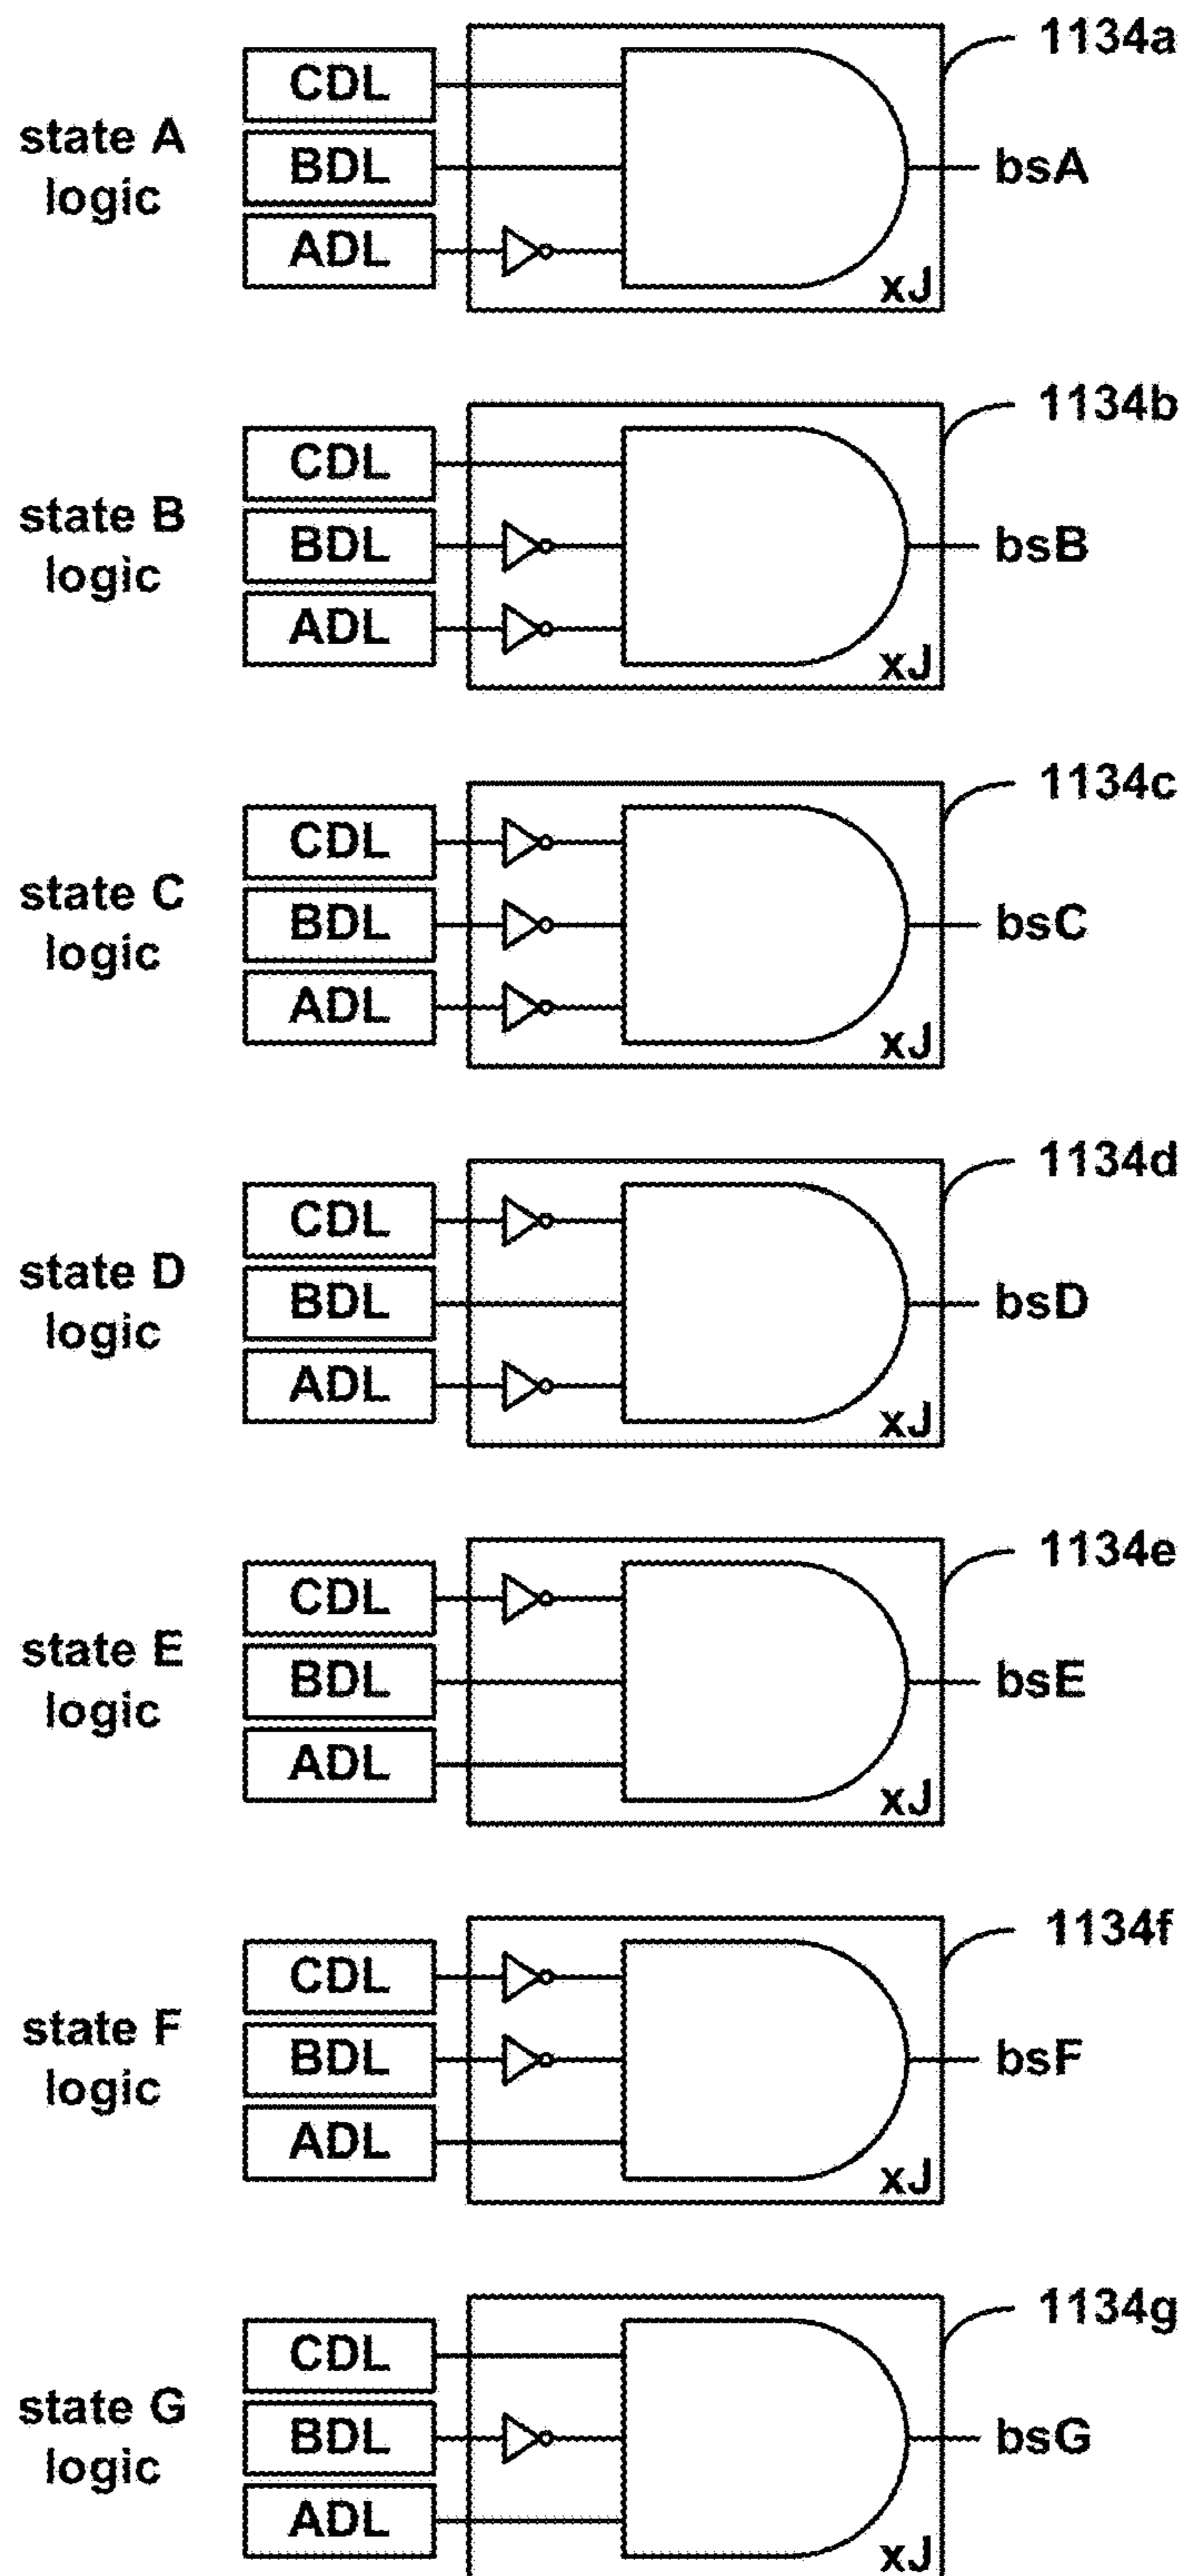 1134a
state A
logic
CDL
BDL
ADL
bsA
xJ
1134b
state B
logic
CDL
BDL
ADL
bsB
xJ
1134c
state C
logic
CDL
BDL
ADL
bsC
xJ
1134d
state D
logic
CDL
BDL
ADL
bsD
xJ
1134e
state E
logic
CDL
BDL
ADL
bsE
xJ
1134f
state F
logic
CDL
BDL
ADL
bsF
xJ
1134g
state G
logic
CDL
BDL
ADL
bsG
xJ